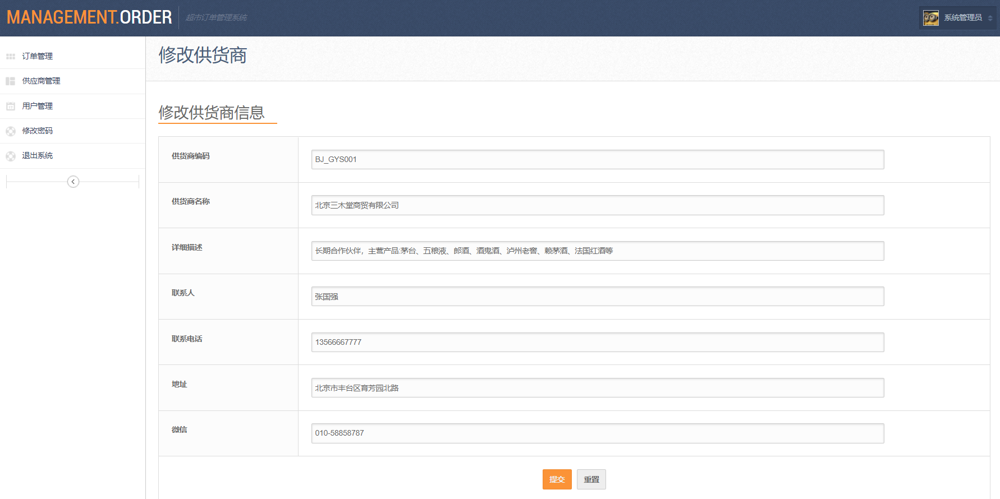 MANAGEMENT.ORDER 超市订单管理系统
系统管理员
订单管理
供应商管理
用户管理
修改密码
退出系统
修改供货商
修改供货商信息
供货商编码 BJ_GYS001
供货商名称 北京三木堂商贸有限公司
详细描述 长期合作伙伴，主营产品:茅台、五粮液、郎酒、酒鬼酒、泸州老窖、赖茅酒、法国红酒等
联系人 张国强
联系电话 13566667777
地址 北京市丰台区育芳园北路
微信 010-58858787
提交 重置